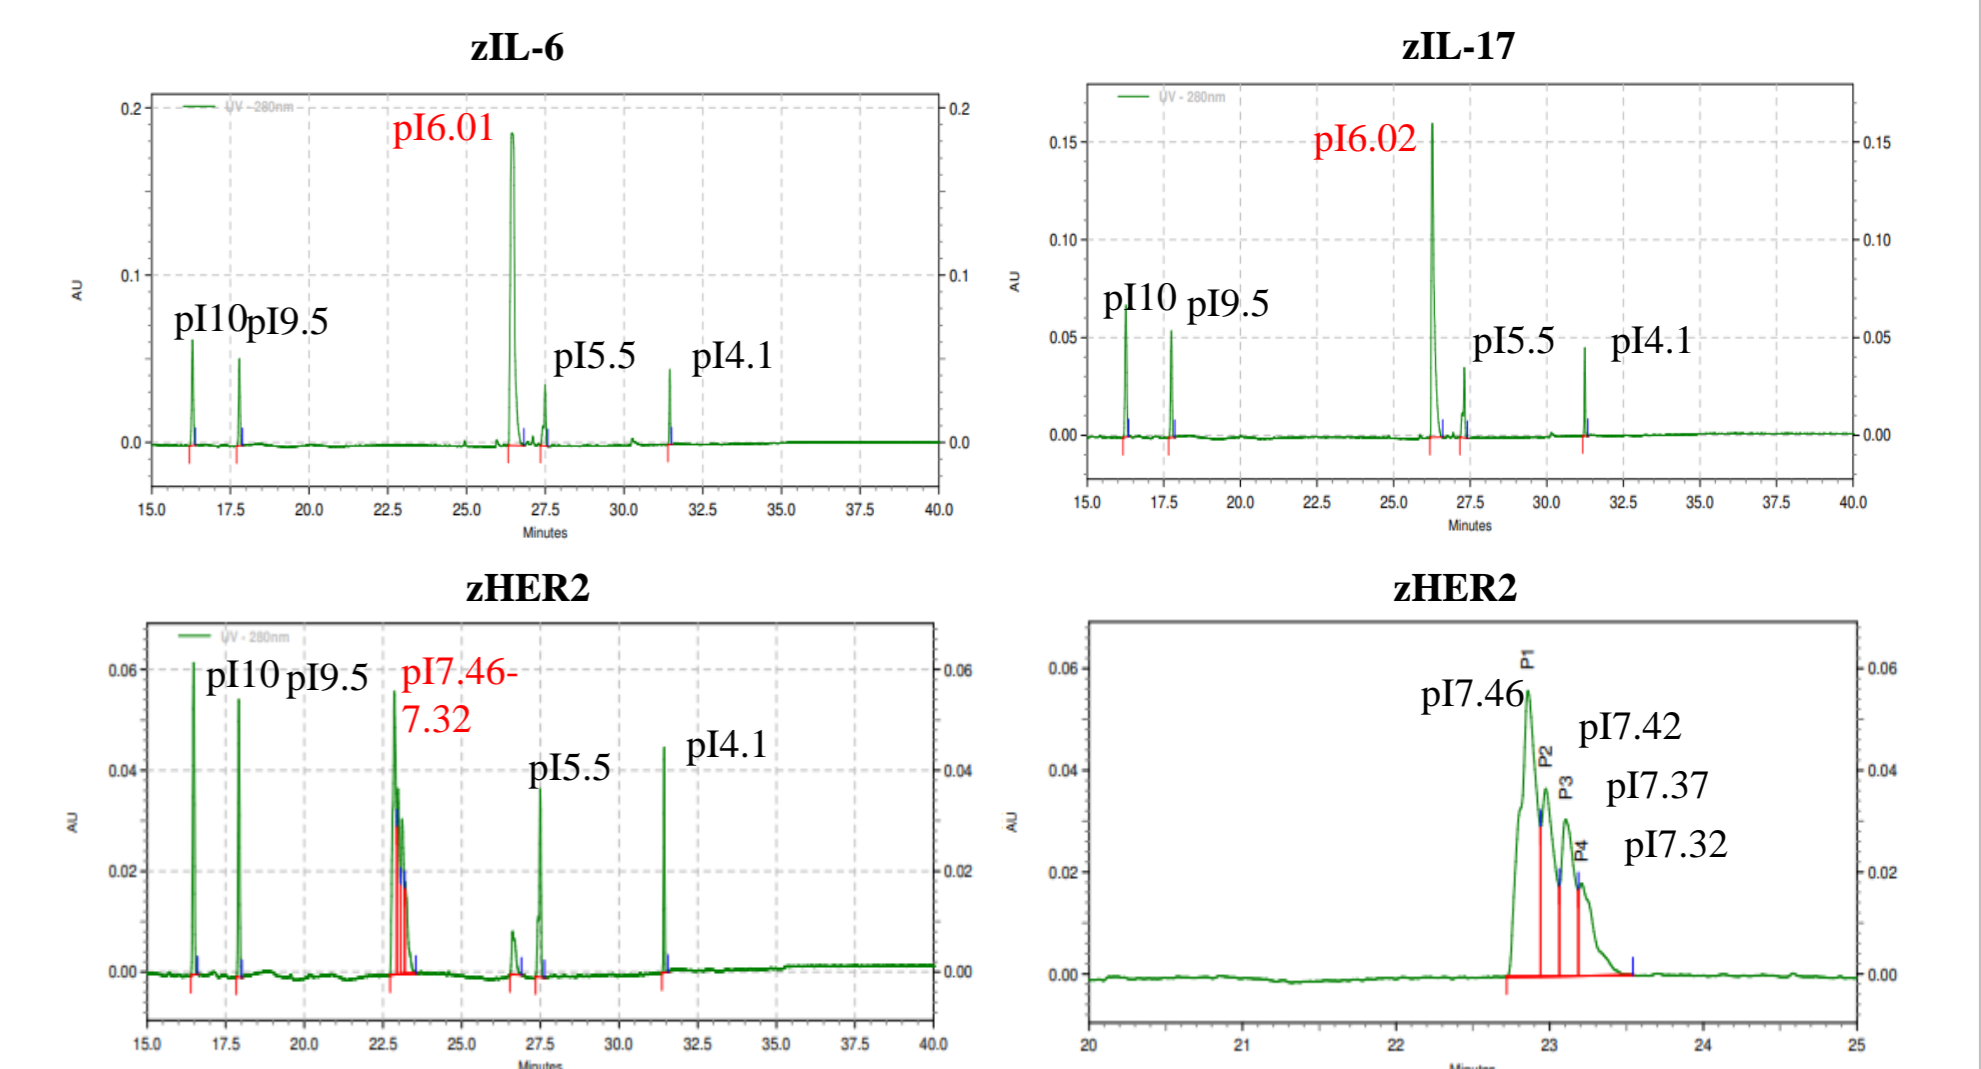 zIL-6
UV - 280nm
pI6.01
pI10 pI9.5
pI5.5
pI4.1
0.2
0.1
0.0
0.2
0.1
0.0
AU
15.0 17.5 20.0 22.5 25.0 27.5 30.0 32.5 35.0 37.5 40.0
Minutes
zIL-17
UV - 280nm
pI6.02
pI10 pI9.5
pI5.5
pI4.1
0.15
0.10
0.05
0.00
0.15
0.10
0.05
0.00
AU
15.0 17.5 20.0 22.5 25.0 27.5 30.0 32.5 35.0 37.5 40.0
Minutes
zHER2
UV - 280nm
pI10 pI9.5
pI7.46-
7.32
pI5.5
pI4.1
0.06
0.04
0.02
0.00
0.06
0.04
0.02
0.00
AU
15.0 17.5 20.0 22.5 25.0 27.5 30.0 32.5 35.0 37.5 40.0
Minutes
zHER2
P1
pI7.46
P2
pI7.42
P3
pI7.37
P4
pI7.32
0.06
0.04
0.02
0.00
0.06
0.04
0.02
0.00
AU
20 21 22 23 24 25
Minutes